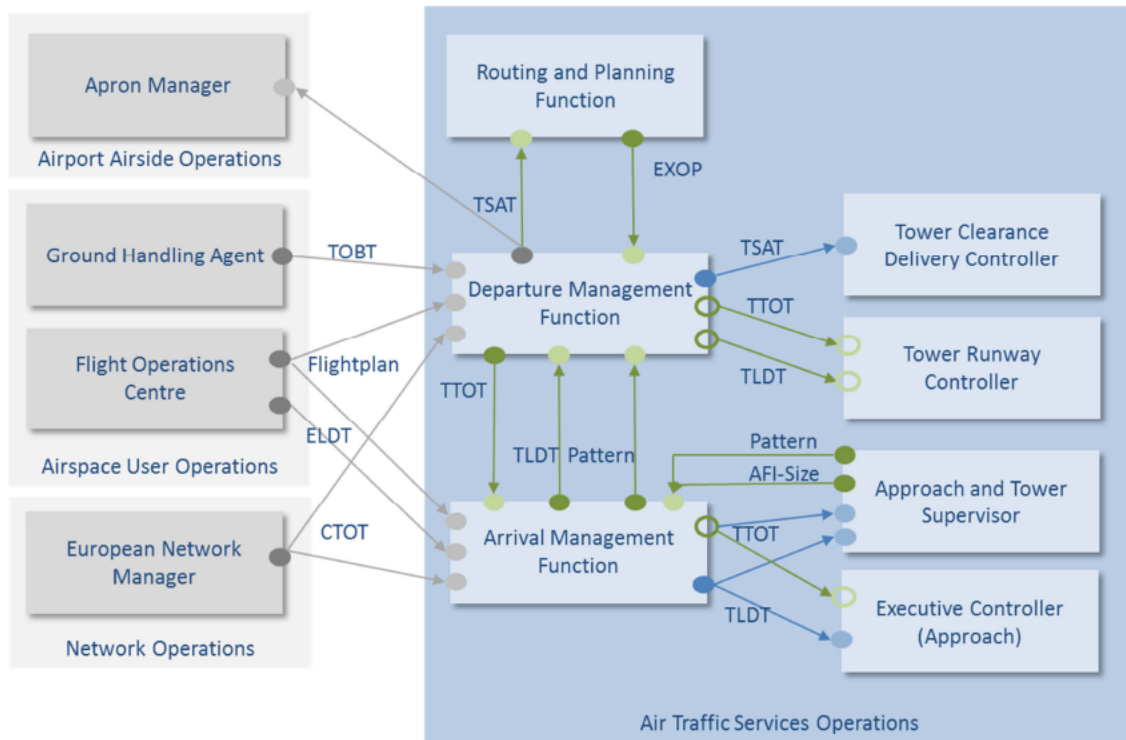 Apron Manager
Airport Airside Operations
Ground Handling Agent
Flight Operations
Centre
Airspace User Operations
European Network
Manager
Network Operations
TOBT
Flightplan
ELDT
CTOT
Routing and Planning
Function
TSAT
EXOP
Departure Management
Function
TTOT
TLDT
Pattern
Arrival Management
Function
TSAT
TTOT
TLDT
Tower Clearance
Delivery Controller
Tower Runway
Controller
Pattern
AFI-Size
TTOT
TLDT
Approach and Tower
Supervisor
Executive Controller
(Approach)
Air Traffic Services Operations